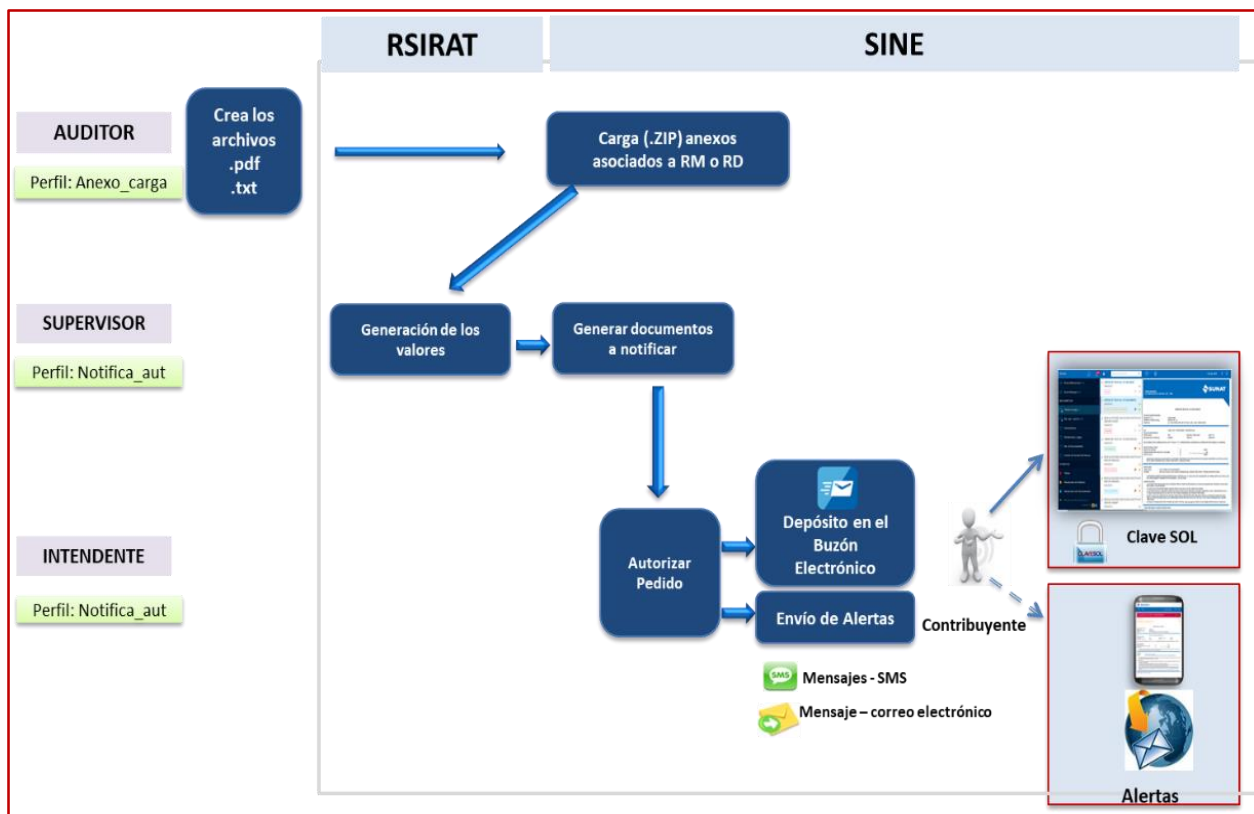 RSIRAT
SINE
AUDITOR
Perfil: Anexo_carga
Crea los
archivos
.pdf
.txt
Carga (.ZIP) anexos
asociados a RM o RD
SUPERVISOR
Perfil: Notifica_aut
Generación de los
valores
Generar documentos
a notificar
INTENDENTE
Perfil: Notifica_aut
Autorizar
Pedido
Depósito en el
Buzón
Electrónico
Envío de Alertas
SMS
Mensajes - SMS
Mensaje – correo electrónico
Contribuyente
SUNAT
CLAVESOL
Clave SOL
Alertas